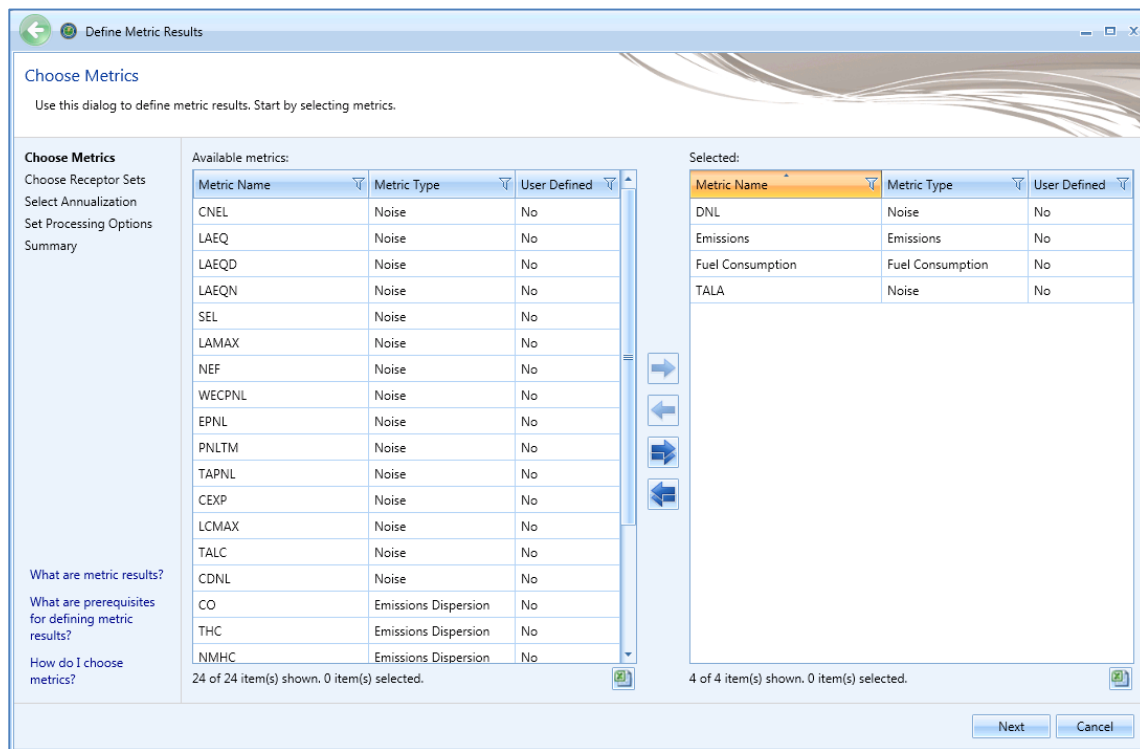 Define Metric Results
Choose Metrics
Use this dialog to define metric results. Start by selecting metrics.
Choose Metrics
Choose Receptor Sets
Select Annualization
Set Processing Options
Summary
What are metric results?
What are prerequisites
for defining metric
results?
How do I choose
metrics?
Available metrics:
Metric Name Metric Type User Defined
CNEL Noise No
LAEQ Noise No
LAEQD Noise No
LAEQN Noise No
SEL Noise No
LAMAX Noise No
NEF Noise No
WECPNL Noise No
EPNL Noise No
PNLTM Noise No
TAPNL Noise No
CEXP Noise No
LCMAX Noise No
TALC Noise No
CDNL Noise No
CO Emissions Dispersion No
THC Emissions Dispersion No
NMHC Emissions Dispersion No
24 of 24 item(s) shown. 0 item(s) selected.
Selected:
Metric Name Metric Type User Defined
DNL Noise No
Emissions Emissions No
Fuel Consumption Fuel Consumption No
TALA Noise No
4 of 4 item(s) shown. 0 item(s) selected.
Next Cancel